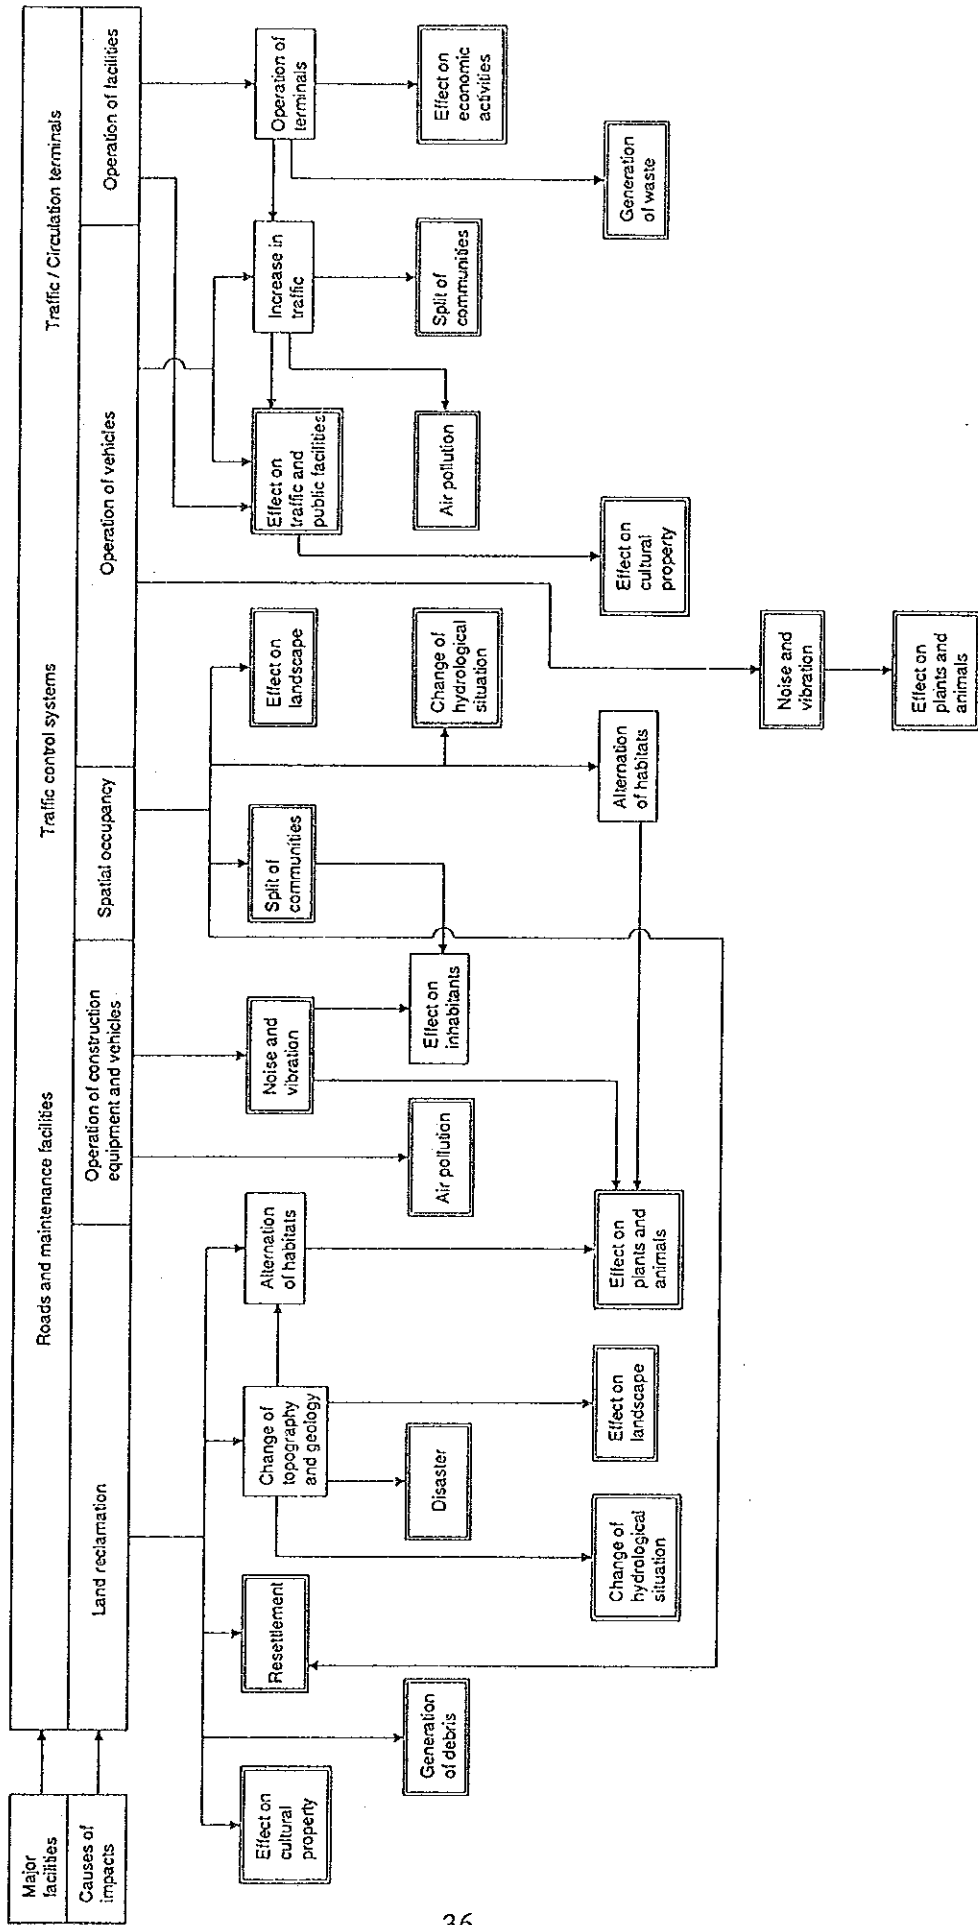 Major
facilities
Roads and maintenance facilities
Traffic control systems
Traffic / Circulation terminals
Causes of
impacts
Land reclamation
Operation of construction
equipment and vehicles
Spatial occupancy
Operation of vehicles
Operation of facilities
Effect on
cultural
property
Resettlement
Change of
topography
and geology
Alternation
of habitats
Noise and
vibration
Split of
communities
Effect on
landscape
Effect on
traffic and
public facilities
Increase in
traffic
Operation of
terminals
Generation
of debris
Disaster
Air pollution
Effect on
inhabitants
Change of
hydrological
situation
Air pollution
Split of
communities
Effect on
economic
activities
Change of
hydrological
situation
Effect on
landscape
Effect on
plants and
animals
Alternation
of habitats
Effect on
cultural
property
Generation
of waste
Noise and
vibration
Effect on
plants and
animals
36